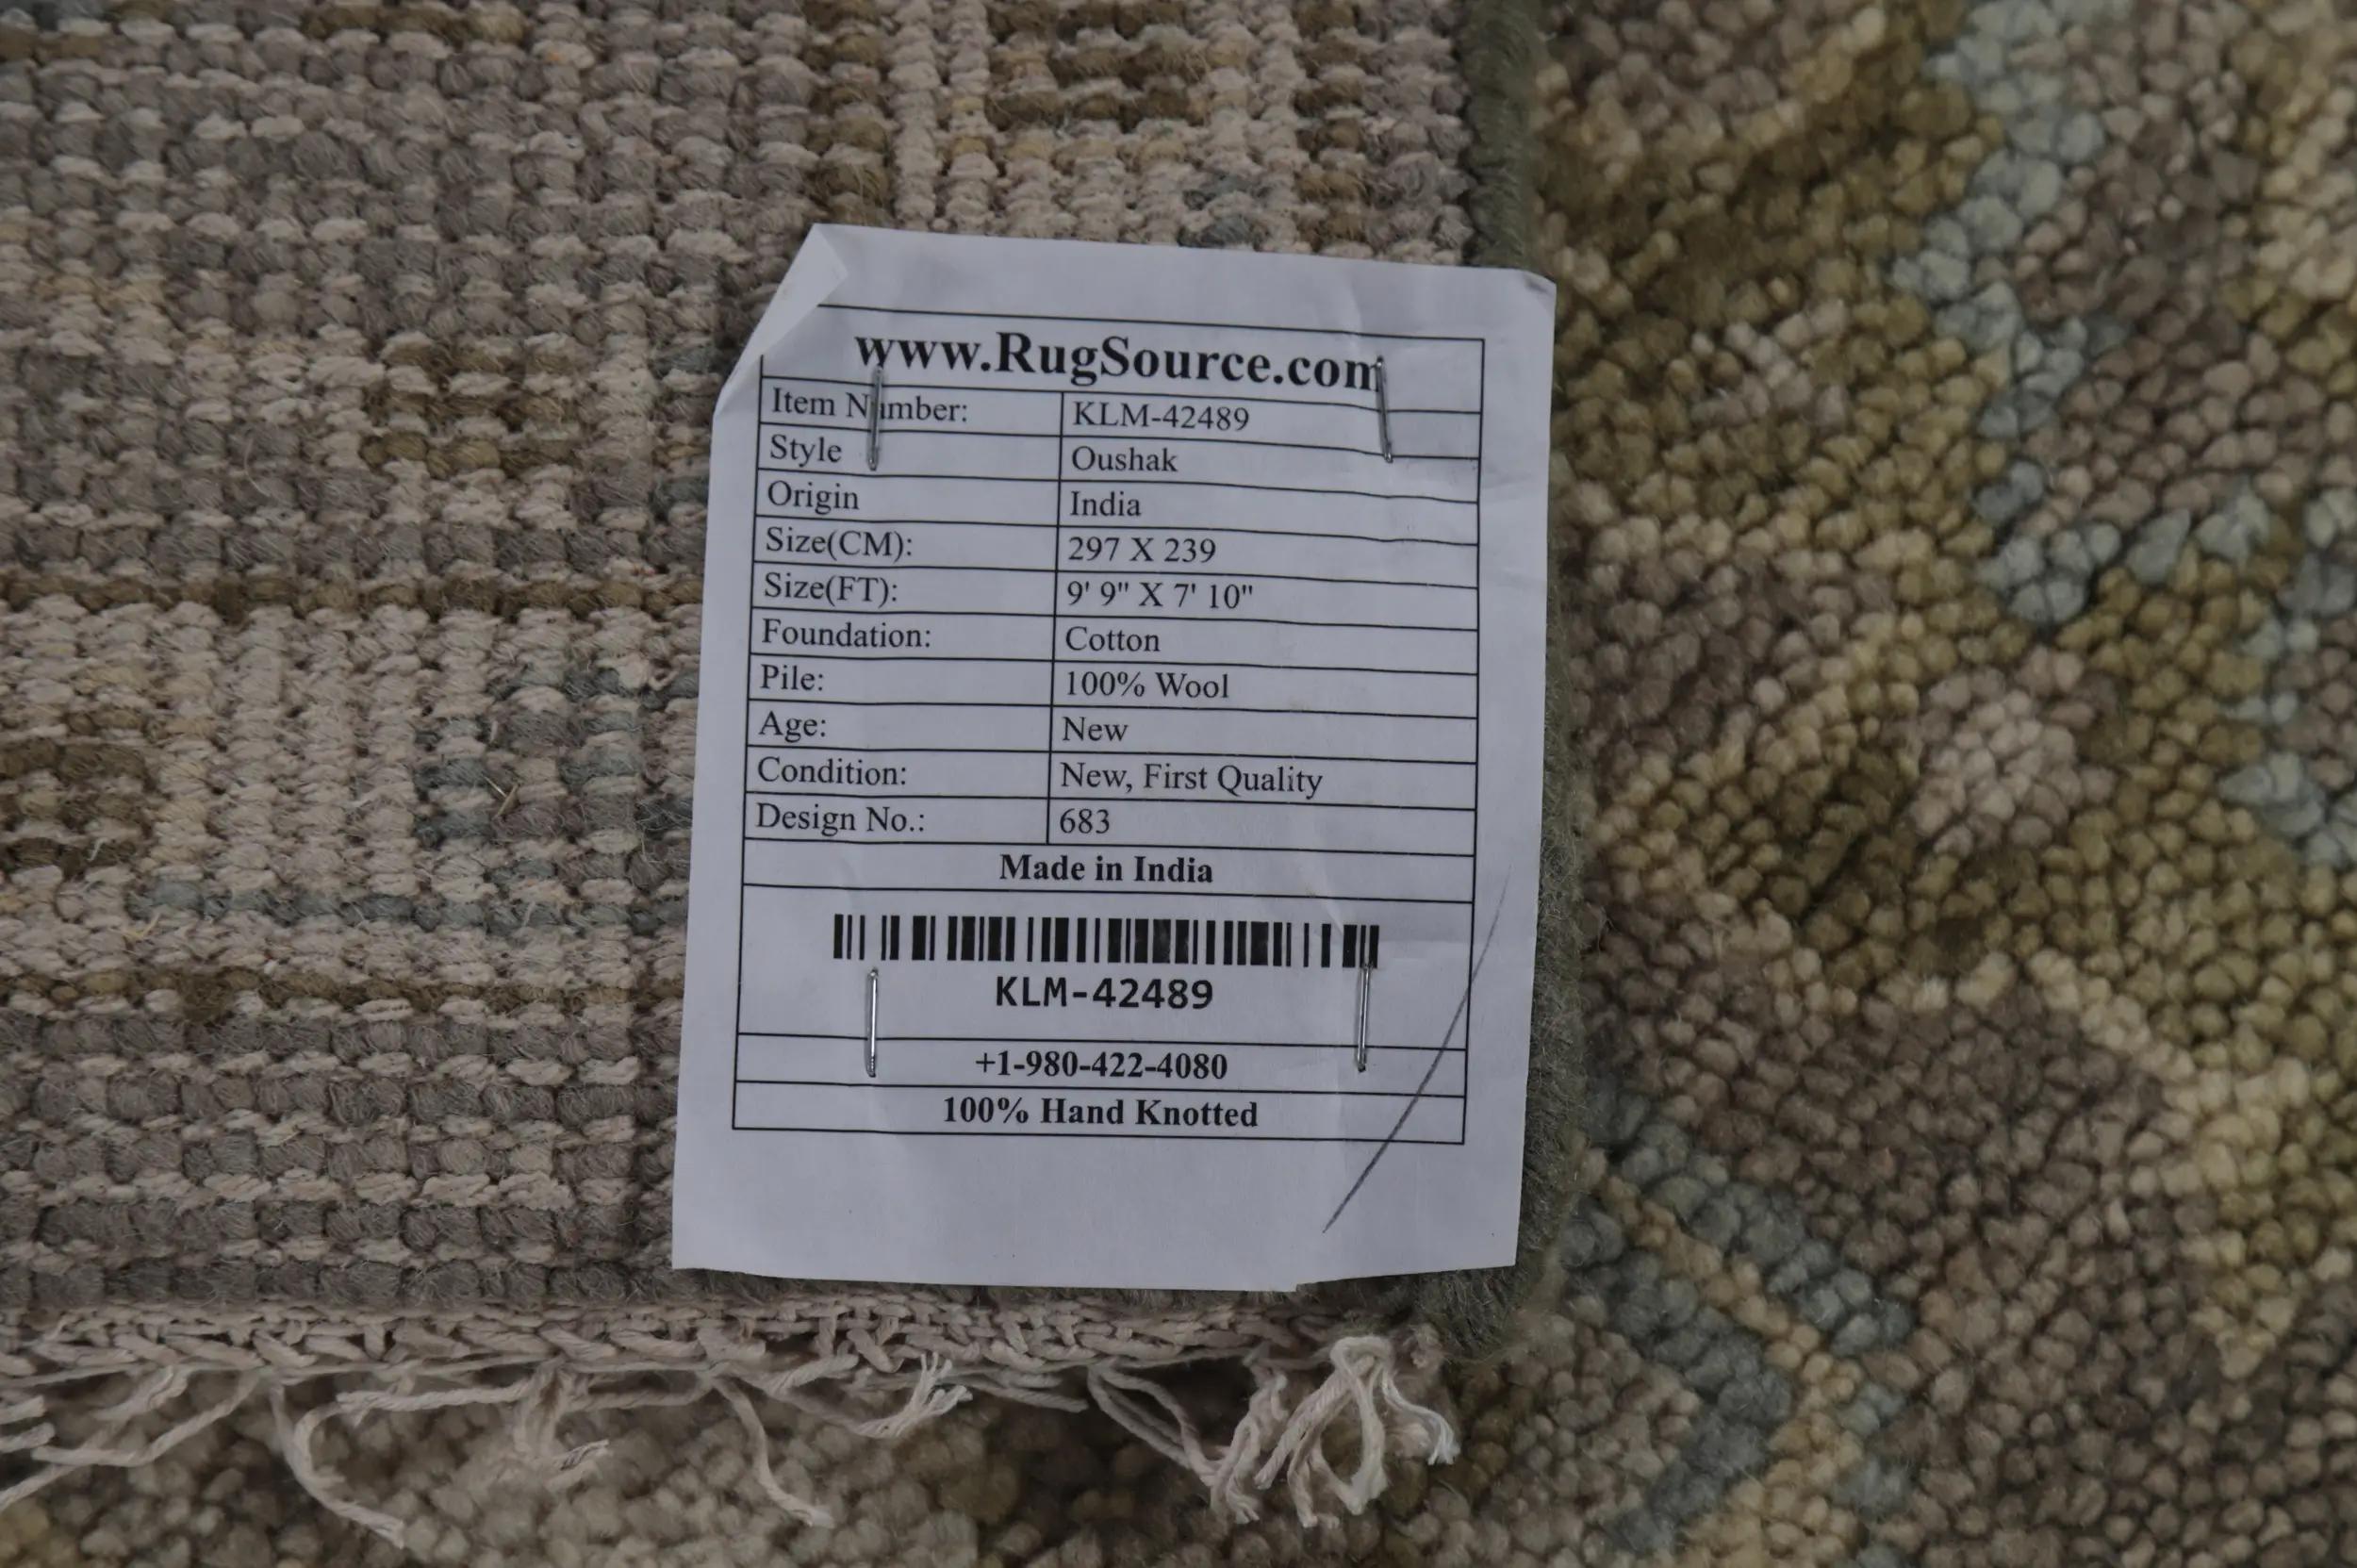 www.RugSource.com
Item Number: KLM-42489
Style Oushak
Origin India
Size(CM): 297 X 239
Size(FT): 9' 9" X 7' 10"
Foundation: Cotton
Pile: 100% Wool
Age: New
Condition: New, First Quality
Design No.: 683
Made in India
KLM-42489
+1-980-422-4080
100% Hand Knotted